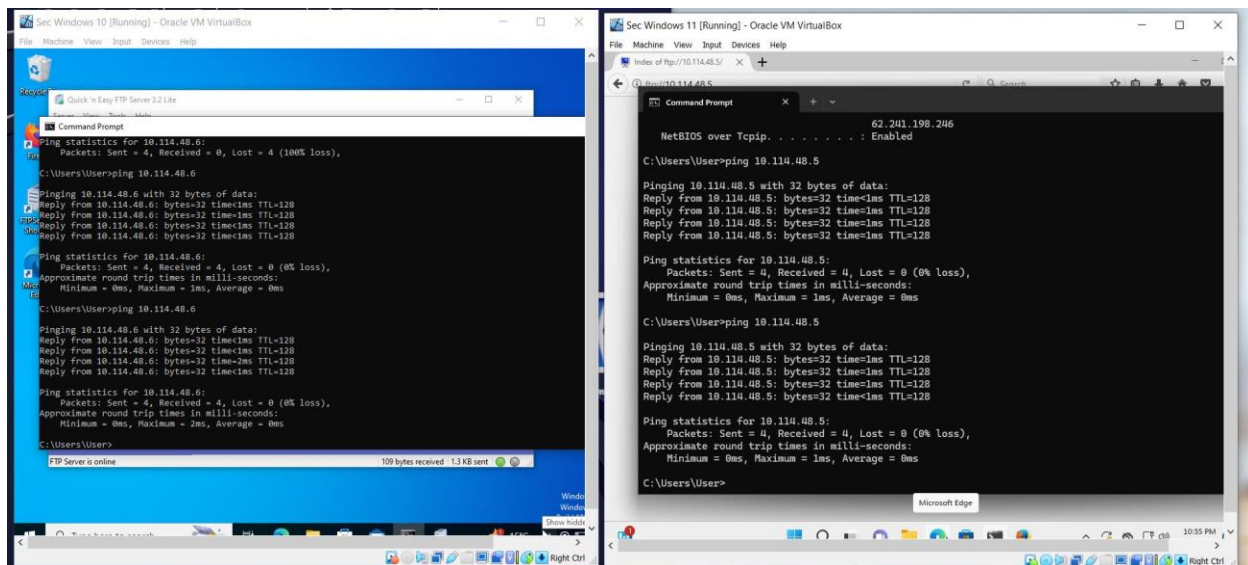 Sec Windows 10 [Running] - Oracle VM VirtualBox
File Machine View Input Devices Help
Quick 'n Easy FTP Server 3.2 Lite
Server View Tools Help
Command Prompt
Ping statistics for 10.114.48.6:
Packets: Sent = 4, Received = 0, Lost = 4 (100% loss),
C:\Users\User>ping 10.114.48.6
Pinging 10.114.48.6 with 32 bytes of data:
Reply from 10.114.48.6: bytes=32 time<1ms TTL=128
Reply from 10.114.48.6: bytes=32 time=1ms TTL=128
Reply from 10.114.48.6: bytes=32 time<1ms TTL=128
Reply from 10.114.48.6: bytes=32 time=1ms TTL=128
Ping statistics for 10.114.48.6:
Packets: Sent = 4, Received = 4, Lost = 0 (0% loss),
Approximate round trip times in milli-seconds:
Minimum = 0ms, Maximum = 1ms, Average = 0ms
C:\Users\User>ping 10.114.48.6
Pinging 10.114.48.6 with 32 bytes of data:
Reply from 10.114.48.6: bytes=32 time<1ms TTL=128
Reply from 10.114.48.6: bytes=32 time<1ms TTL=128
Reply from 10.114.48.6: bytes=32 time=2ms TTL=128
Reply from 10.114.48.6: bytes=32 time<1ms TTL=128
Ping statistics for 10.114.48.6:
Packets: Sent = 4, Received = 4, Lost = 0 (0% loss),
Approximate round trip times in milli-seconds:
Minimum = 0ms, Maximum = 2ms, Average = 0ms
C:\Users\User>
FTP Server is online 109 bytes received 1.3 KB sent
Show hidde
Right Ctrl
Sec Windows 11 [Running] - Oracle VM VirtualBox
File Machine View Input Devices Help
Index of ftp://10.114.48.5/
ftp://10.114.48.5 Search
Command Prompt
62.241.198.246
NetBIOS over Tcpip. . . . . . . . : Enabled
C:\Users\User>ping 10.114.48.5
Pinging 10.114.48.5 with 32 bytes of data:
Reply from 10.114.48.5: bytes=32 time<1ms TTL=128
Reply from 10.114.48.5: bytes=32 time=1ms TTL=128
Reply from 10.114.48.5: bytes=32 time=1ms TTL=128
Reply from 10.114.48.5: bytes=32 time=1ms TTL=128
Ping statistics for 10.114.48.5:
Packets: Sent = 4, Received = 4, Lost = 0 (0% loss),
Approximate round trip times in milli-seconds:
Minimum = 0ms, Maximum = 1ms, Average = 0ms
C:\Users\User>ping 10.114.48.5
Pinging 10.114.48.5 with 32 bytes of data:
Reply from 10.114.48.5: bytes=32 time=1ms TTL=128
Reply from 10.114.48.5: bytes=32 time=1ms TTL=128
Reply from 10.114.48.5: bytes=32 time=1ms TTL=128
Reply from 10.114.48.5: bytes=32 time<1ms TTL=128
Ping statistics for 10.114.48.5:
Packets: Sent = 4, Received = 4, Lost = 0 (0% loss),
Approximate round trip times in milli-seconds:
Minimum = 0ms, Maximum = 1ms, Average = 0ms
C:\Users\User>
Microsoft Edge
10:35 PM
Right Ctrl